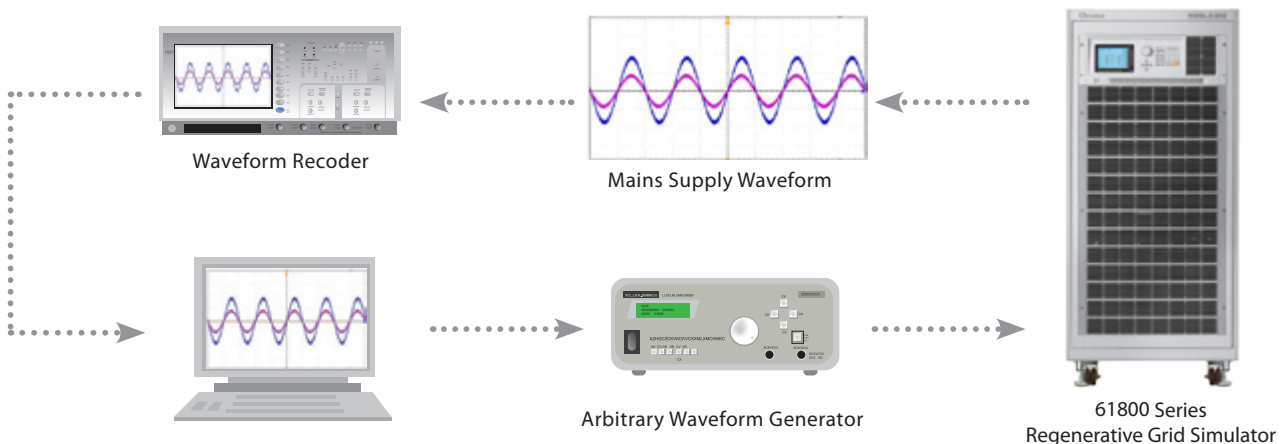 Waveform Recoder
Mains Supply Waveform
Arbitrary Waveform Generator
61800 Series
Regenerative Grid Simulator